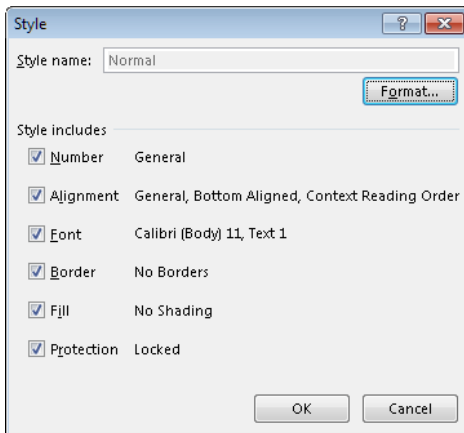 Style
Style name: Normal
Format...
Style includes
Number General
Alignment General, Bottom Aligned, Context Reading Order
Font Calibri (Body) 11, Text 1
Border No Borders
Fill No Shading
Protection Locked
OK Cancel